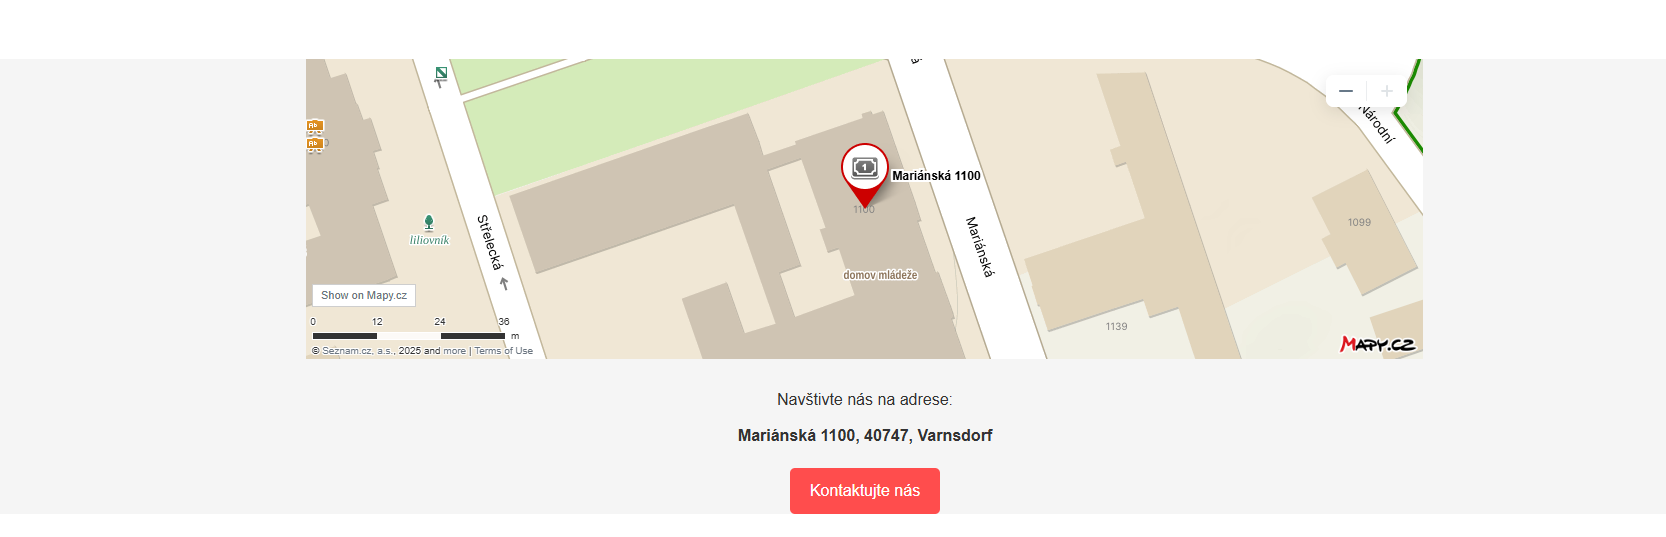 Národní
Mariánská 1100
1100
Střelecká
Mariánská
liliovník
1099
domov mládeže
Show on Mapy.cz
0 12 24 36 m
1139
© Seznam.cz, a.s., 2025 and more | Terms of Use
Mapy.cz
Navštivte nás na adrese:
Mariánská 1100, 40747, Varnsdorf
Kontaktujte nás